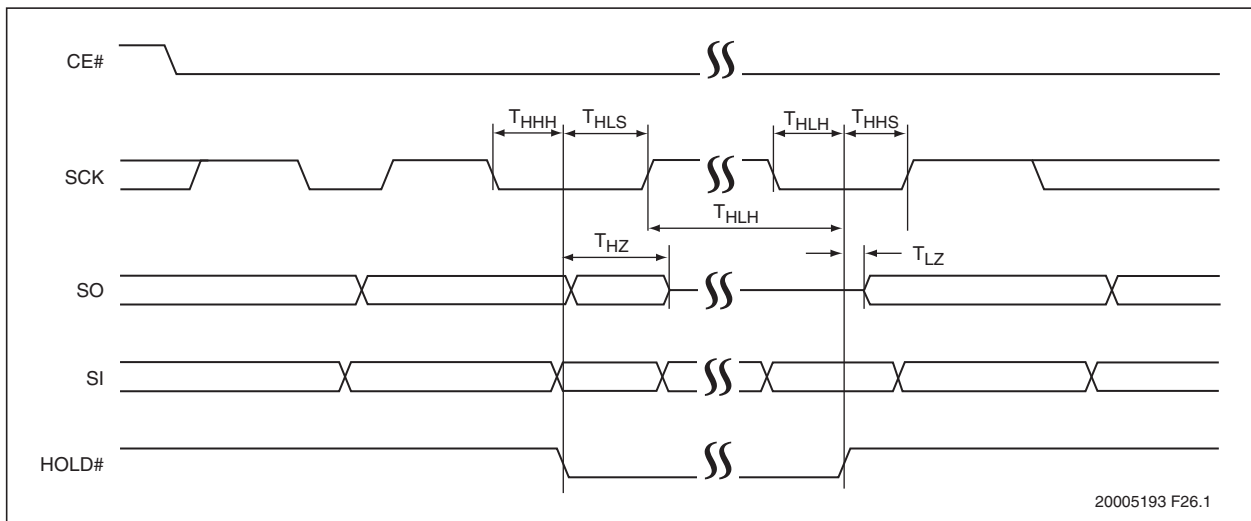 CE#
THHH THLS THLH THHS
SCK
THLH
THZ TLZ
SO
SI
HOLD#
20005193 F26.1